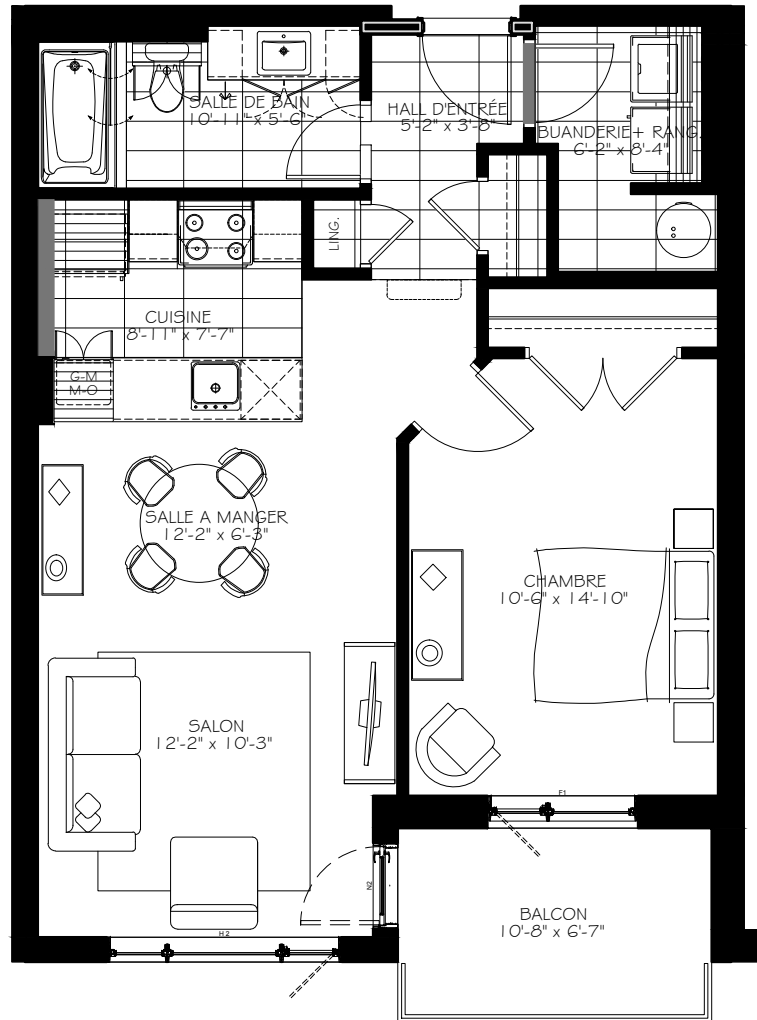 SALLE DE BAIN
10'-11" x 5'-6"
HALL D'ENTRÉE
5'-2" x 3'-8"
BUANDERIE+ RANG.
6'-2" x 8'-4"
LING.
CUISINE
8'-11" x 7'-7"
G-M
M-O
SALLE A MANGER
12'-2" x 6'-3"
CHAMBRE
10'-6" x 14'-10"
SALON
12'-2" x 10'-3"
F1
N2
BALCON
10'-8" x 6'-7"
H2